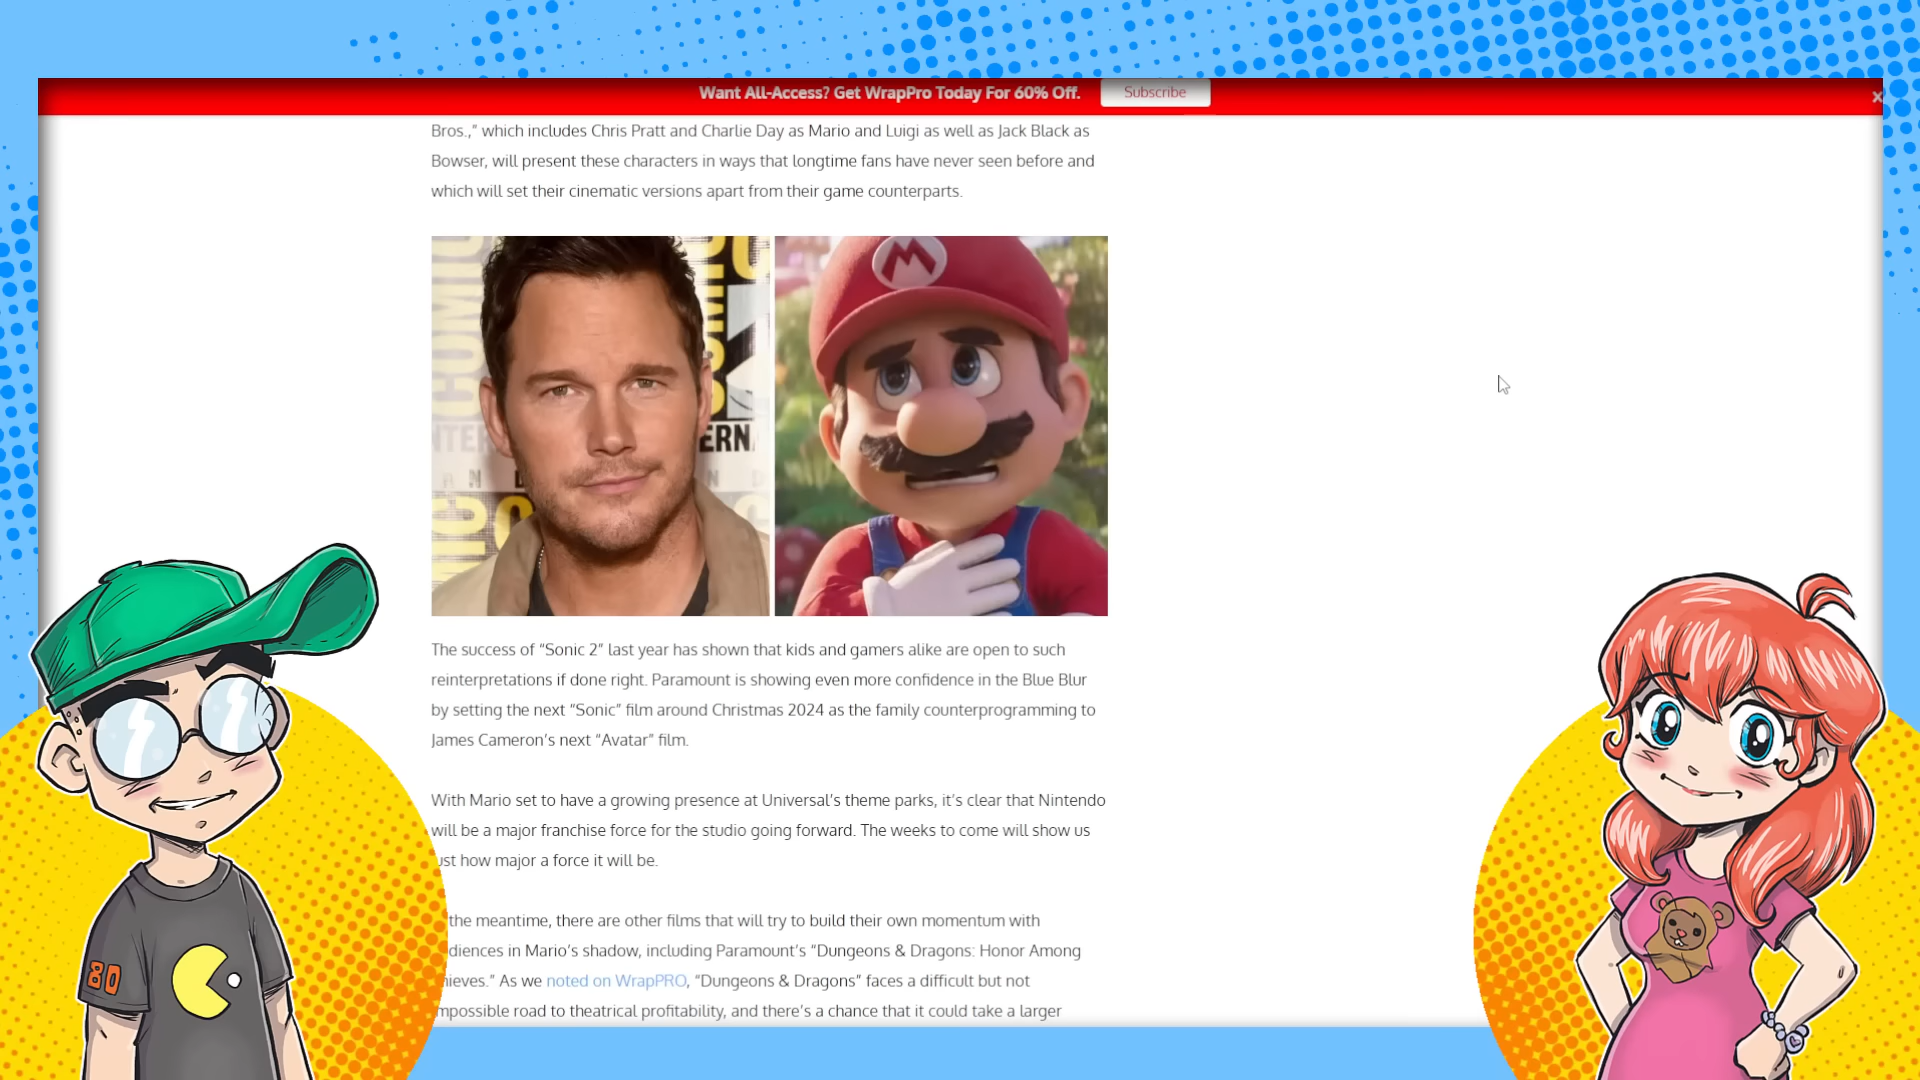 Want All-Access? Get WrapPro Today For 60% Off.
Subscribe
Bros.,” which includes Chris Pratt and Charlie Day as Mario and Luigi as well as Jack Black as
Bowser, will present these characters in ways that longtime fans have never seen before and
which will set their cinematic versions apart from their game counterparts.
M
The success of “Sonic 2” last year has shown that kids and gamers alike are open to such
reinterpretations if done right. Paramount is showing even more confidence in the Blue Blur
by setting the next “Sonic” film around Christmas 2024 as the family counterprogramming to
James Cameron’s next “Avatar” film.
With Mario set to have a growing presence at Universal’s theme parks, it’s clear that Nintendo
will be a major franchise force for the studio going forward. The weeks to come will show us
ust how major a force it will be.
the meantime, there are other films that will try to build their own momentum with
diences in Mario’s shadow, including Paramount’s “Dungeons & Dragons: Honor Among
hieves.” As we noted on WrapPRO, “Dungeons & Dragons” faces a difficult but not
mpossible road to theatrical profitability, and there’s a chance that it could take a larger
80